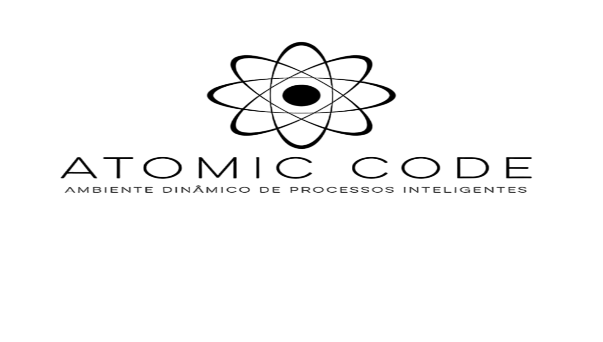 ATOMIC CODE
AMBIENTE DINÂMICO DE PROCESSOS INTELIGENTES